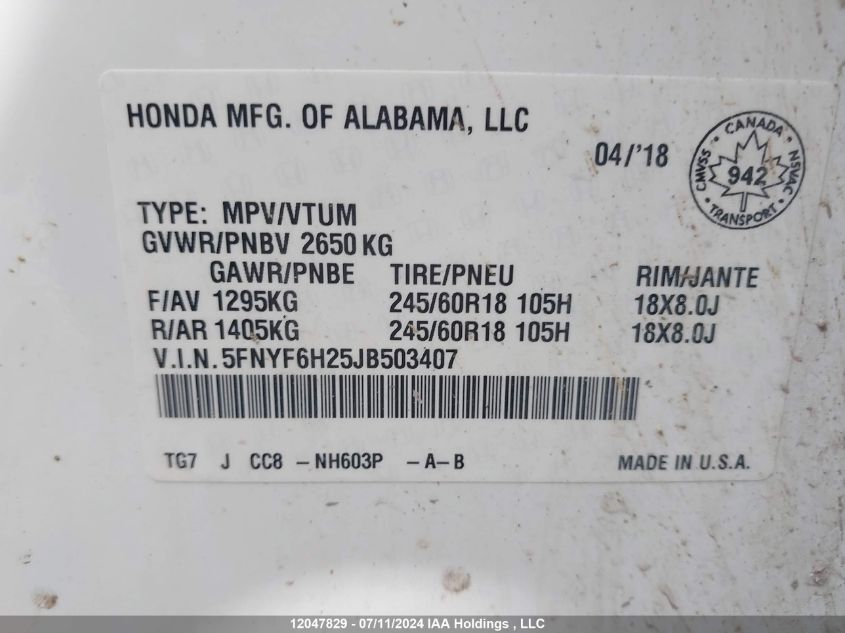 HONDA MFG. OF ALABAMA, LLC
04/'18
CANADA
CMVSS 942 NSVAC
TRANSPORT
TYPE: MPV/VTUM
GVWR/PNBV 2650 KG
GAWR/PNBE TIRE/PNEU RIM/JANTE
F/AV 1295KG 245/60R18 105H 18X8.0J
R/AR 1405KG 245/60R18 105H 18X8.0J
V.I.N. 5FNYF6H25JB503407
TG7 J CC8 -NH603P -A-B MADE IN U.S.A.
12047829 - 07/11/2024 IAA Holdings , LLC